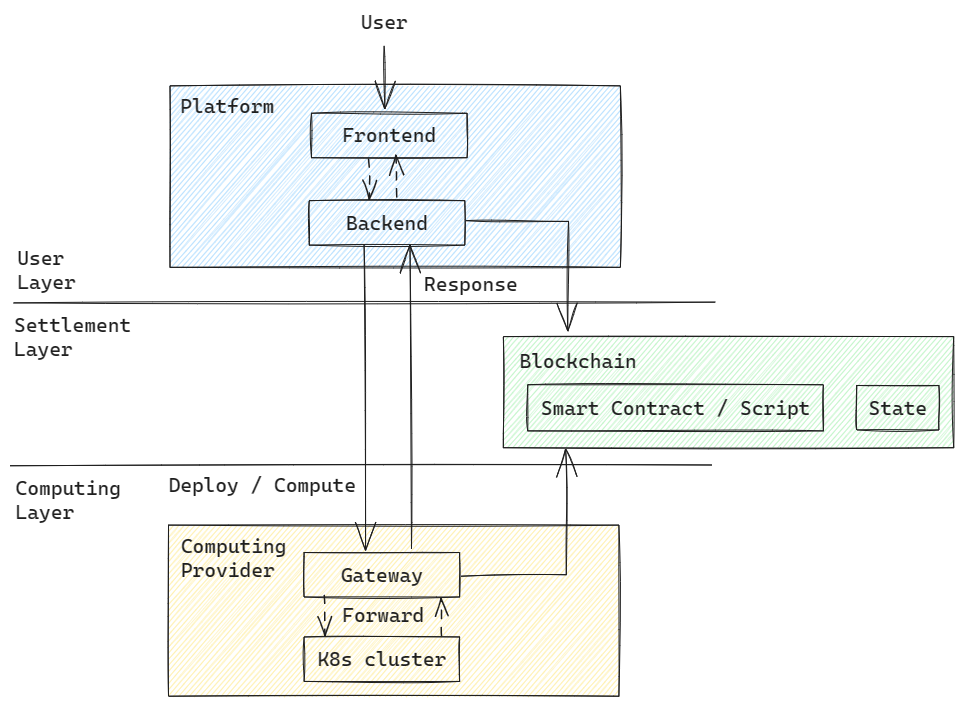 User
Platform
Frontend
Backend
User
Layer
Response
Settlement
Layer
Blockchain
Smart Contract / Script
State
Computing
Layer
Deploy / Compute
Computing
Provider
Gateway
Forward
K8s cluster